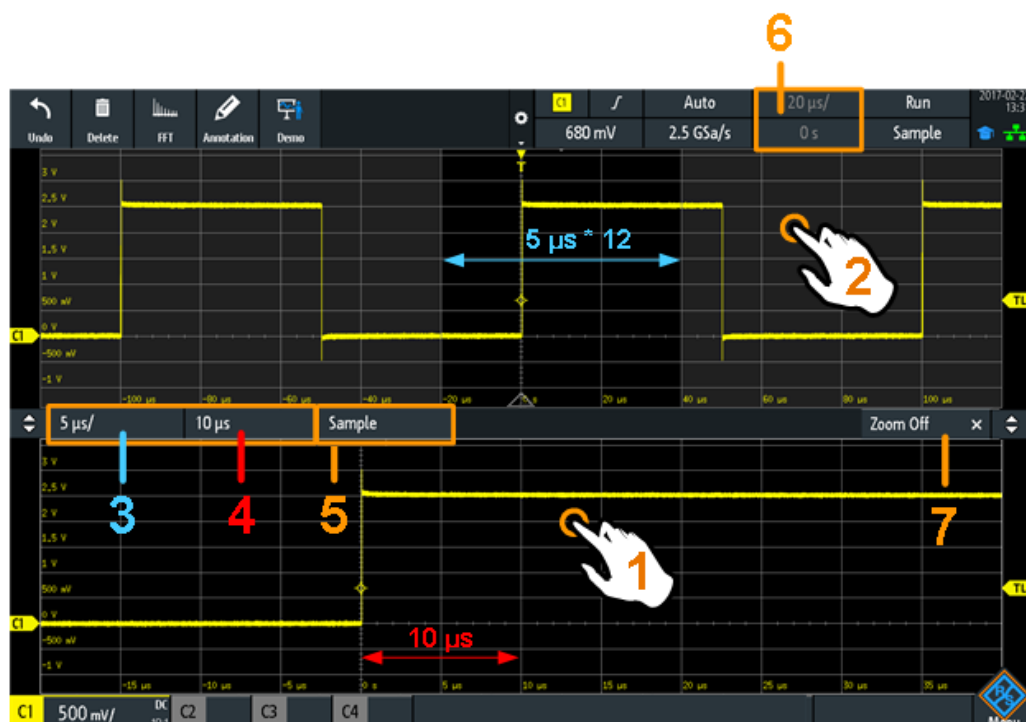 6
C1 Auto 20 µs/ Run 2017-02-2
Undo Delete FFT Annotation Demo 680 mV 2.5 GSa/s 0 s Sample 13:3
T
3 V
2.5 V
2 V
1.5 V
5 µs * 12
1 V
2
500 mV
TL
0 V
C1
-500 mV
-1 V
-100 µs -80 µs -60 µs -40 µs -20 µs 0 s 20 µs 40 µs 60 µs 80 µs 100 µs
5 µs/ 10 µs Sample Zoom Off ×
3 V
2.5 V
3 4 5 7
2 V
1.5 V
1
1 V
500 mV
TL
0 V
C1
-500 mV
10 µs
-1 V
-15 µs -10 µs -5 µs 0 s 5 µs 10 µs 15 µs 20 µs 25 µs 30 µs 35 µs
R&S
C1 500 mV/ DC C2 C3 C4 Menu